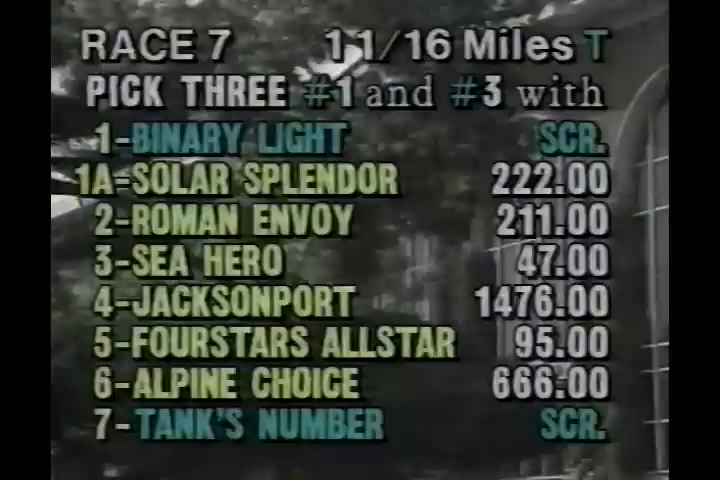 RACE 7 1 1/16 Miles T
PICK THREE #1 and #3 with
1-BINARY LIGHT SCR.
1A-SOLAR SPLENDOR 222.00
2-ROMAN ENVOY 211.00
3-SEA HERO 47.00
4-JACKSONPORT 1476.00
5-FOURSTARS ALLSTAR 95.00
6-ALPINE CHOICE 666.00
7-TANK'S NUMBER SCR.